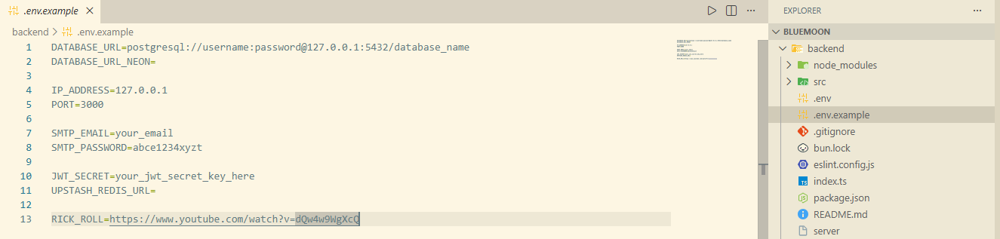 .env.example
backend > .env.example
1 DATABASE_URL=postgresql://username:password@127.0.0.1:5432/database_name
2 DATABASE_URL_NEON=
3
4 IP_ADDRESS=127.0.0.1
5 PORT=3000
6
7 SMTP_EMAIL=your_email
8 SMTP_PASSWORD=abce1234xyzt
9
10 JWT_SECRET=your_jwt_secret_key_here
11 UPSTASH_REDIS_URL=
12
13 RICK_ROLL=https://www.youtube.com/watch?v=dQw4w9WgXcQ
EXPLORER
BLUEMOON
backend
node_modules
src
.env
.env.example
.gitignore
bun.lock
eslint.config.js
TS index.ts
package.json
README.md
server